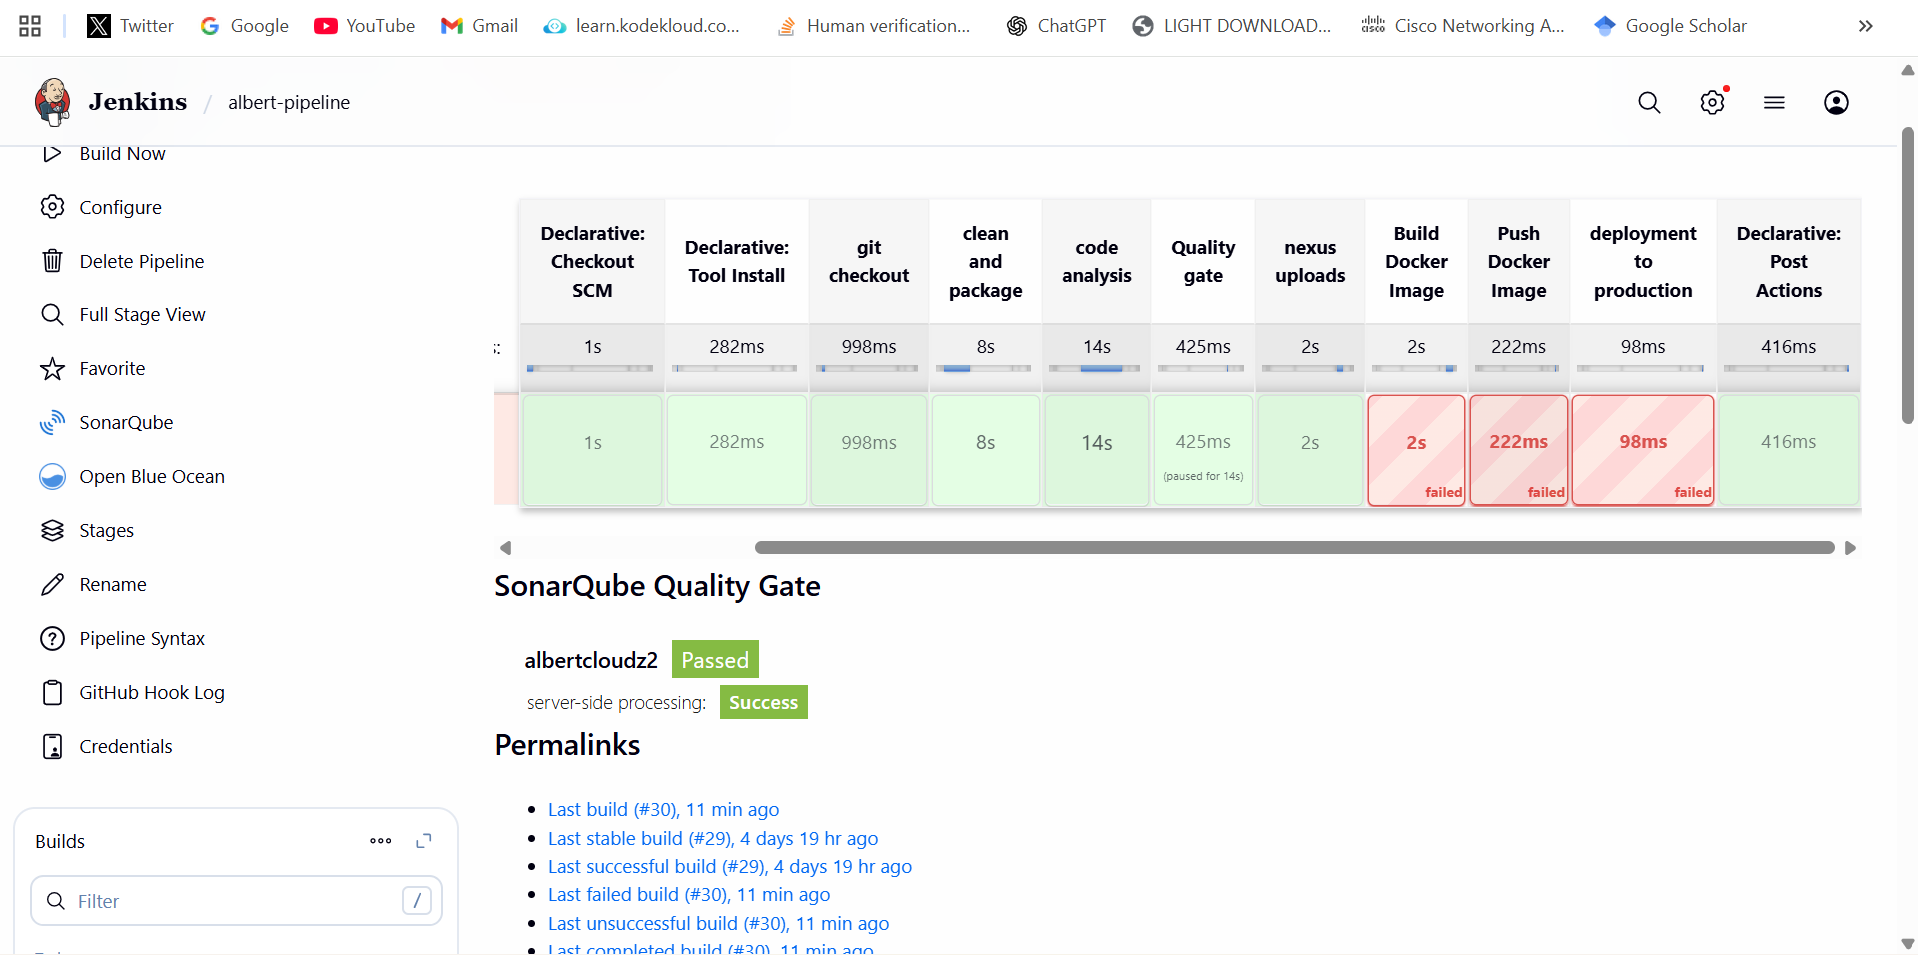 Twitter
Google
YouTube
Gmail
learn.kodekloud.co...
Human verification...
ChatGPT
LIGHT DOWNLOAD...
Cisco Networking A...
Google Scholar
Jenkins / albert-pipeline
Build Now
Configure
Delete Pipeline
Full Stage View
Favorite
SonarQube
Open Blue Ocean
Stages
Rename
Pipeline Syntax
GitHub Hook Log
Credentials
Builds
Filter /
Declarative:
Checkout
SCM
Declarative:
Tool Install
git
checkout
clean
and
package
code
analysis
Quality
gate
nexus
uploads
Build
Docker
Image
Push
Docker
Image
deployment
to
production
Declarative:
Post
Actions
s: 1s 282ms 998ms 8s 14s 425ms 2s 2s 222ms 98ms 416ms
1s 282ms 998ms 8s 14s 425ms 2s 2s 222ms 98ms 416ms
(paused for 14s)
failed failed failed
SonarQube Quality Gate
albertcloudz2 Passed
server-side processing: Success
Permalinks
Last build (#30), 11 min ago
Last stable build (#29), 4 days 19 hr ago
Last successful build (#29), 4 days 19 hr ago
Last failed build (#30), 11 min ago
Last unsuccessful build (#30), 11 min ago
Last completed build (#30), 11 min ago